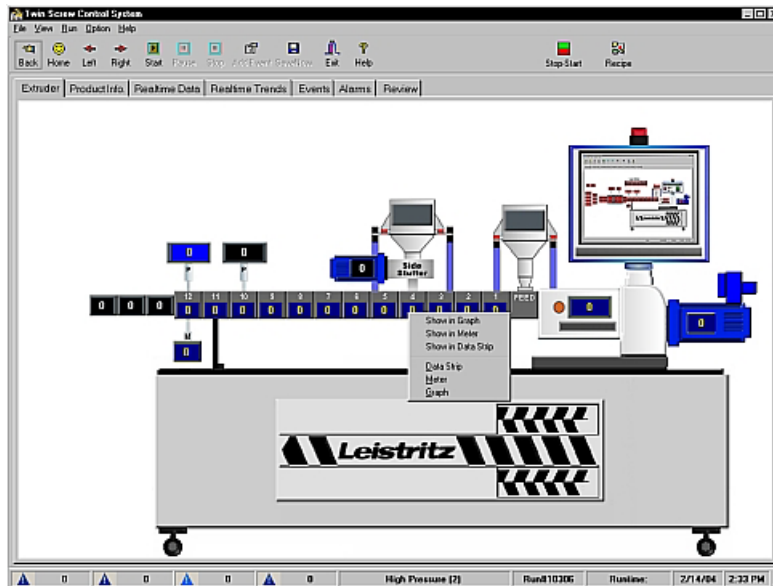 Twin Screw Control System
File View Run Option Help
Back Home Left Right Start Pause Stop Add Event SaveNow Exit Help Stop-Start Recipe
Extruder Product Info. Realtime Data Realtime Trends Events Alarms Review
0 0
0 Side Stuffer
12 11 10 9 8 7 6 5 4 3 2 1 FEED
0 0 0 0 0 0 0 0 0 0 0 0 0 0 0 0 0
0
Show in Graph
Show in Meter
Show in Data Strip
Data Strip
Meter
Graph
Leistritz
0 0 0 0 High Pressure (2) Run#10306 Runtime: 2/14/04 2:33 PM